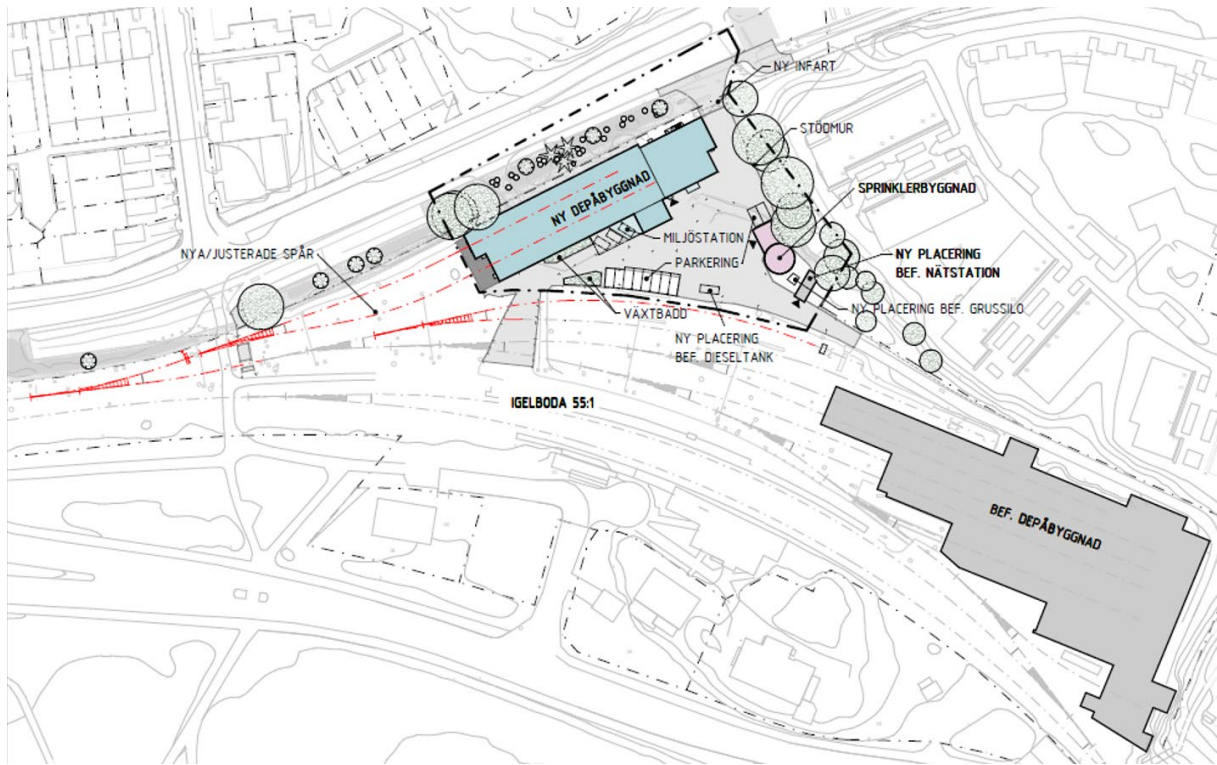 NY INFART
STÖDMUR
SPRINKLERBYGGNAD
NY DEPÅBYGGNAD
MILJÖSTATION
NYA/JUSTERADE SPÅR
PARKERING
NY PLACERING
BEF. NÄTSTATION
VÄXTBÄDD
NY PLACERING BEF. GRUSSILO
NY PLACERING
BEF. DIESELTANK
IGELBODA 55:1
BEF. DEPÅBYGGNAD